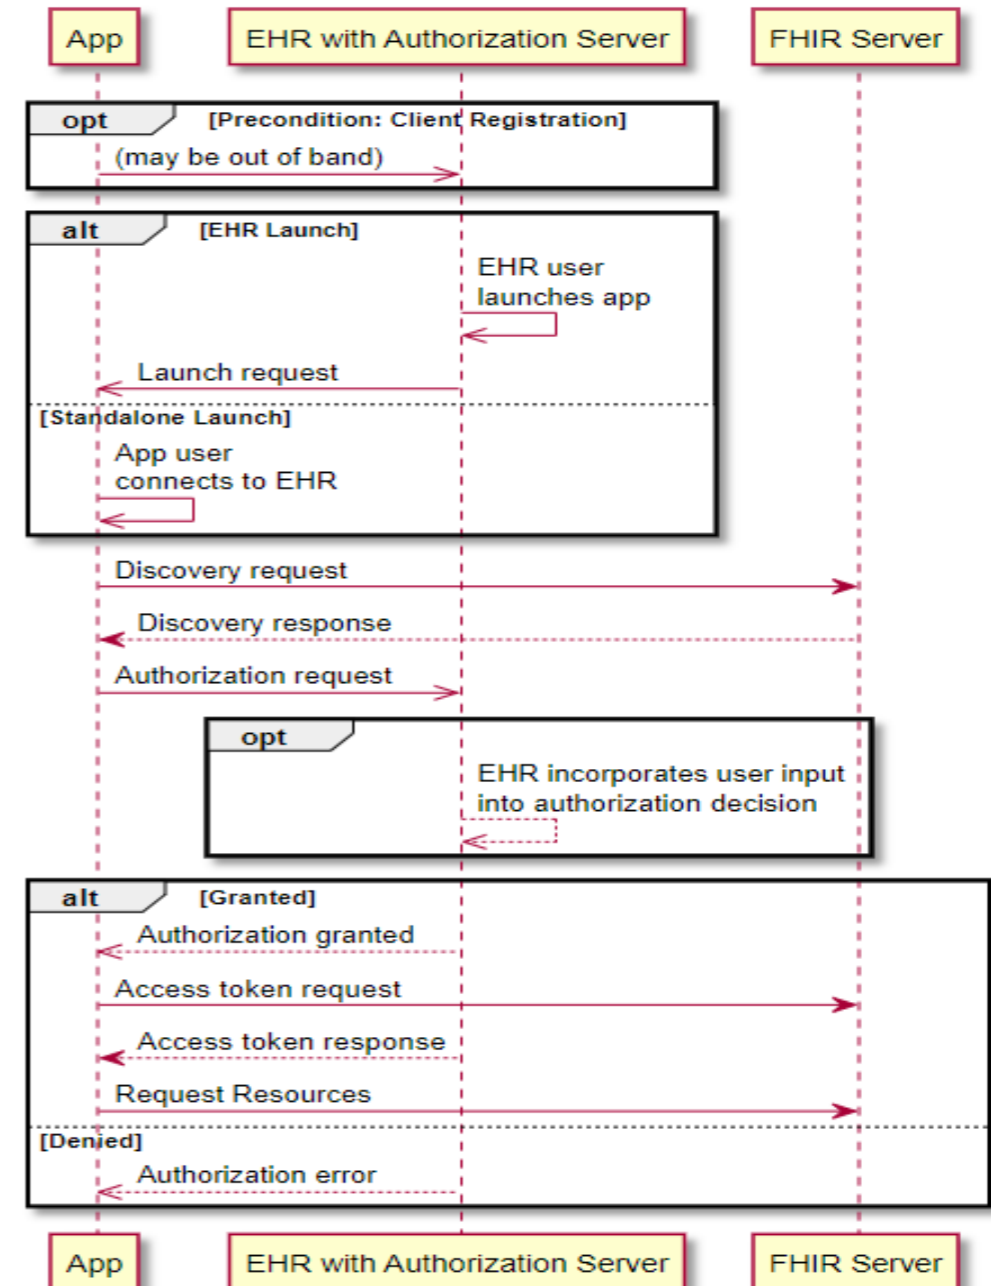 App
EHR with Authorization Server
FHIR Server
opt
[Precondition: Client Registration]
(may be out of band)
alt
[EHR Launch]
EHR user
launches app
Launch request
[Standalone Launch]
App user
connects to EHR
Discovery request
Discovery response
Authorization request
opt
EHR incorporates user input
into authorization decision
alt
[Granted]
Authorization granted
Access token request
Access token response
Request Resources
[Denied]
Authorization error
App
EHR with Authorization Server
FHIR Server